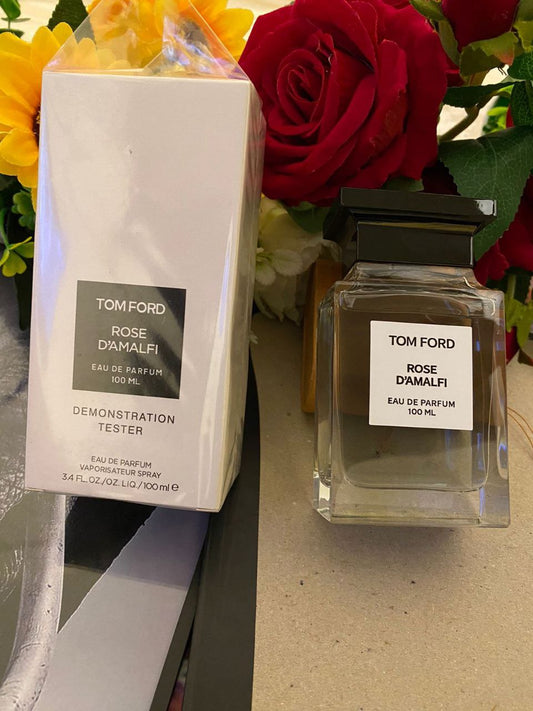 TOM FORD
ROSE
D'AMALFI
EAU DE PARFUM
100 ML
DEMONSTRATION
TESTER
EAU DE PARFUM
VAPORISATEUR SPRAY
3.4 FL.OZ./OZ. LIQ./100 ml ℮
TOM FORD
ROSE
D'AMALFI
EAU DE PARFUM
100 ML